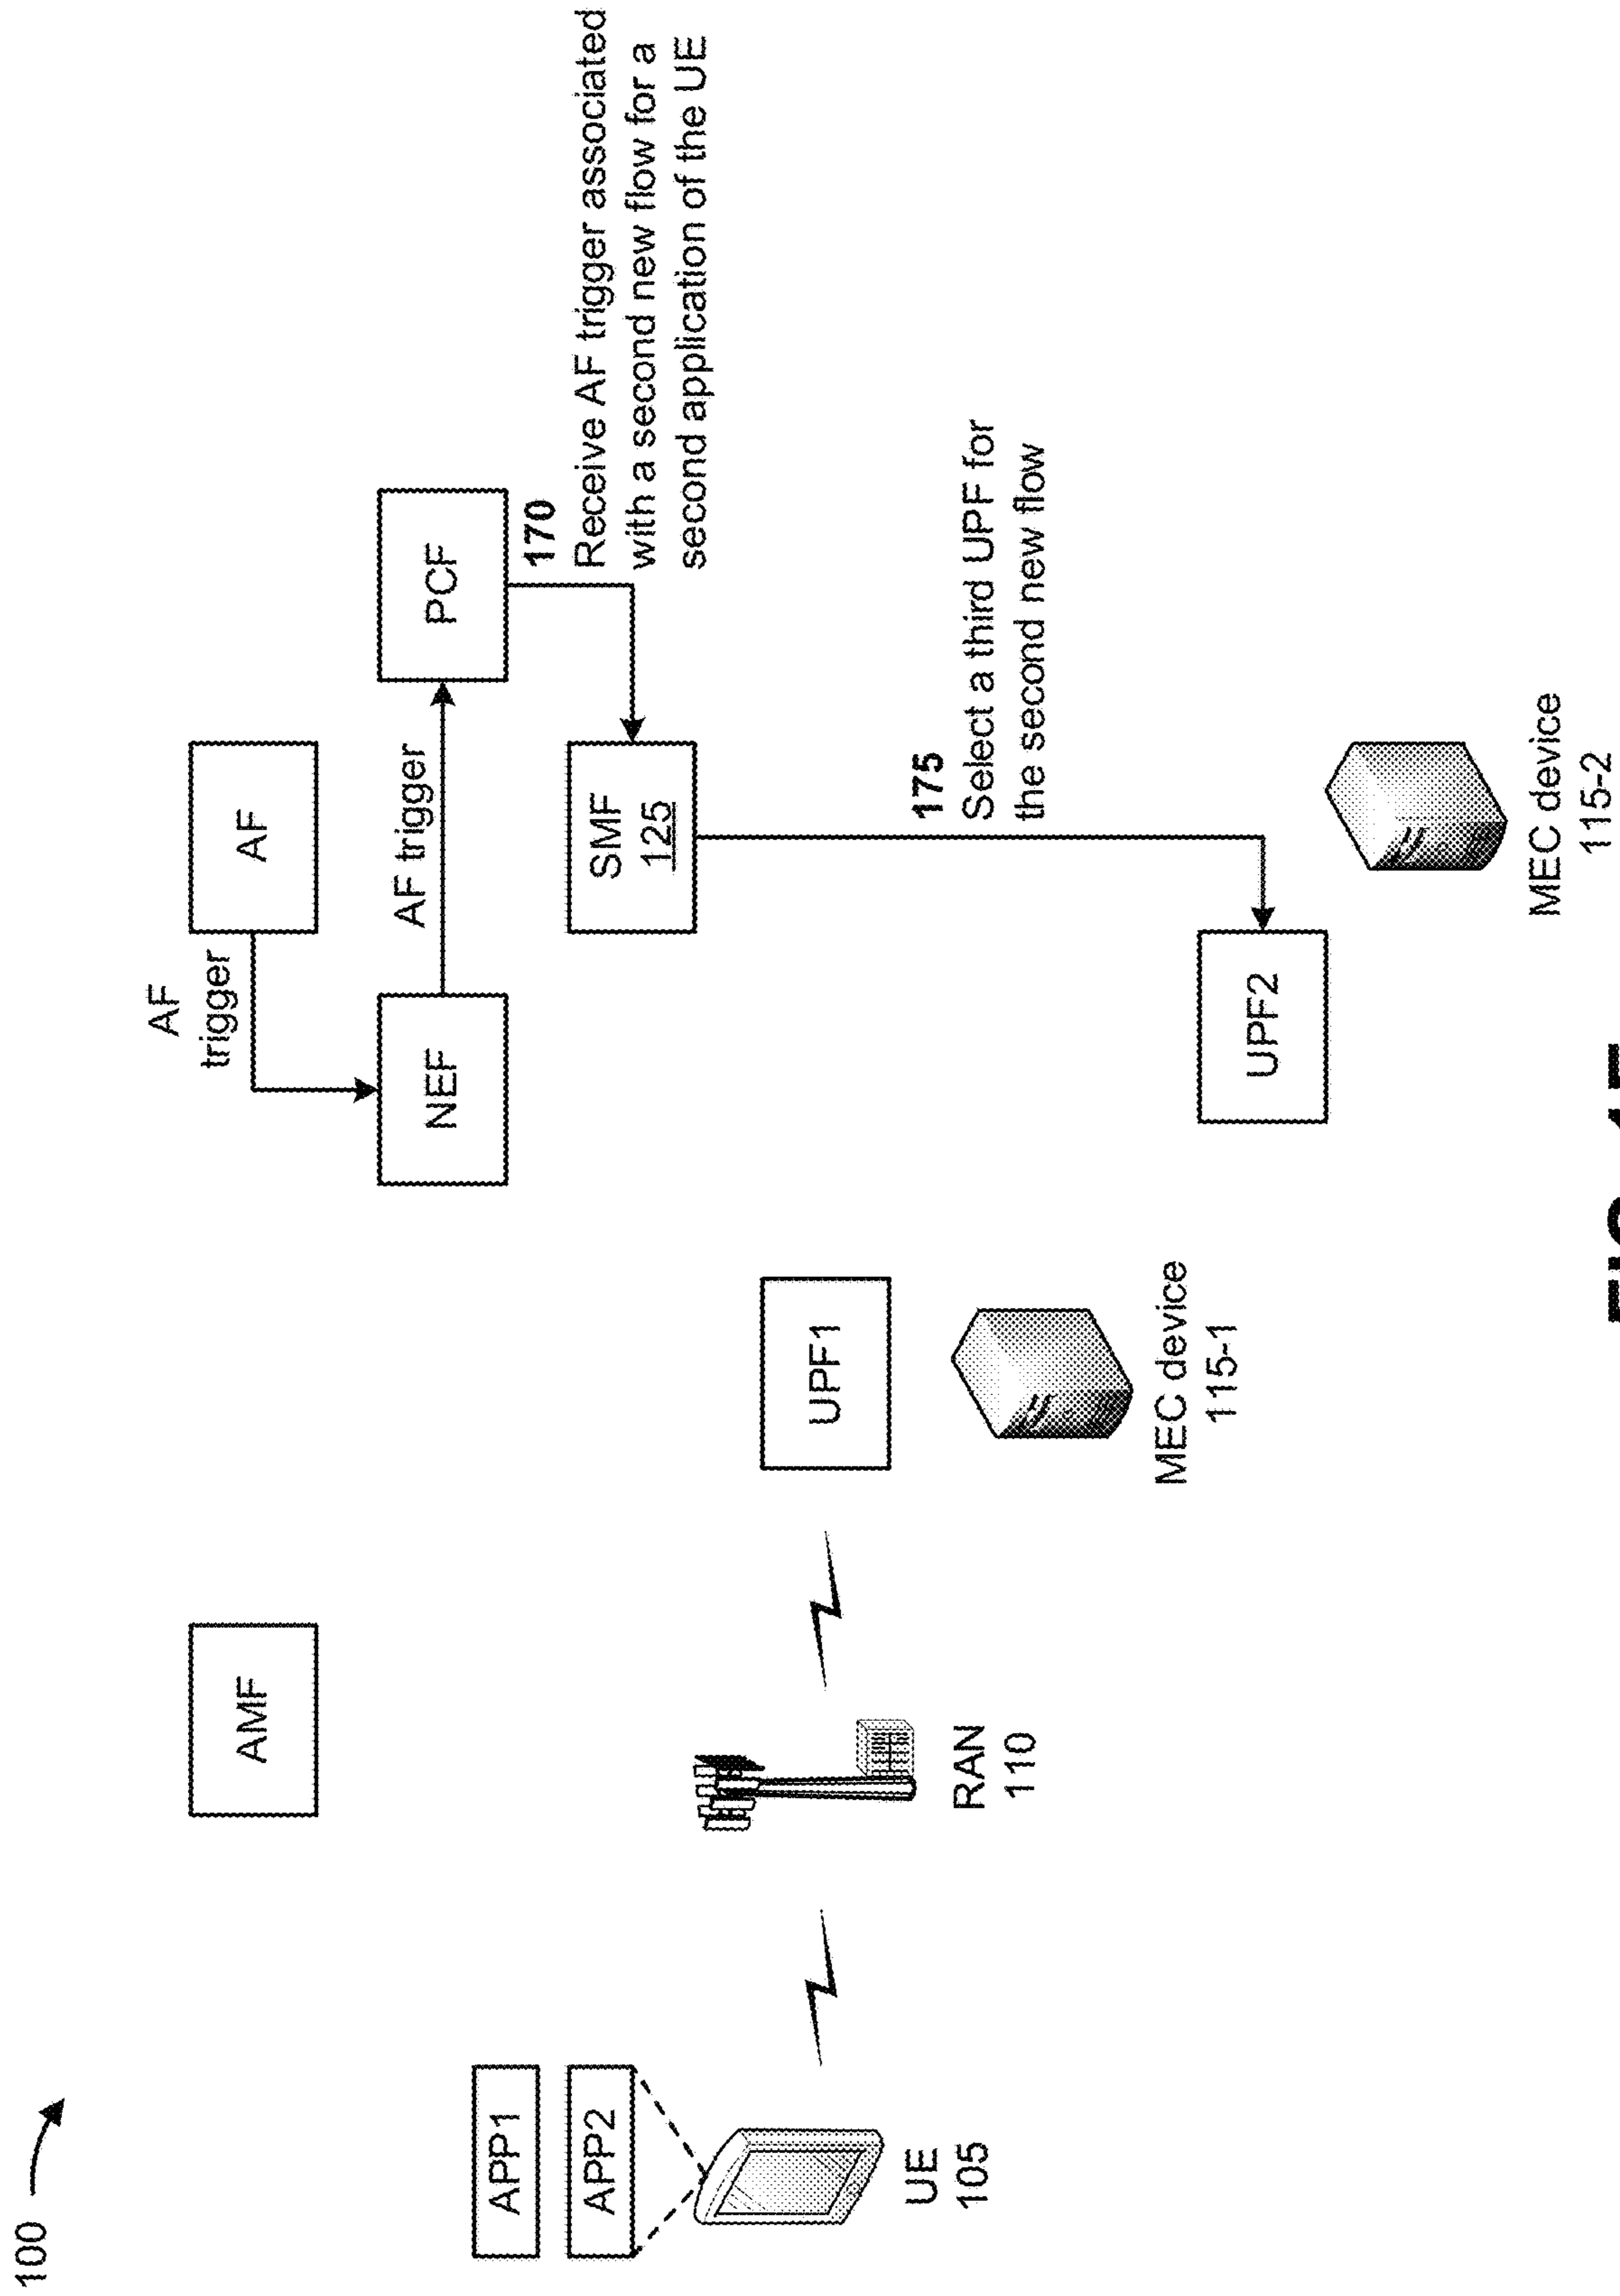 100
AMF
AF
AF
trigger
NEF
AF trigger
PCF
170
Receive AF trigger associated
with a second new flow for a
second application of the UE
APP1
APP2
SMF
125
UE
105
RAN
110
UPF1
MEC device
115-1
175
Select a third UPF for
the second new flow
UPF2
MEC device
115-2